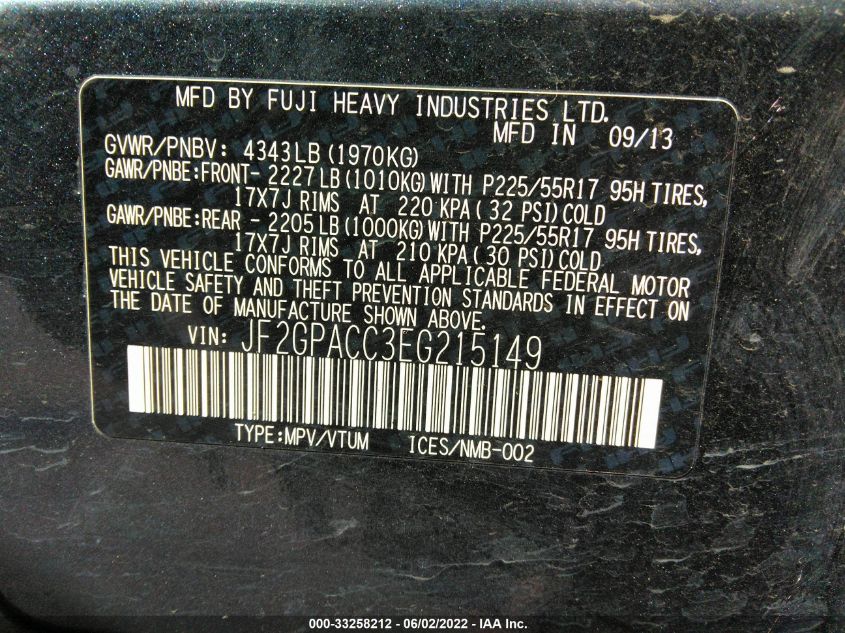 MFD BY FUJI HEAVY INDUSTRIES LTD.
MFD IN 09/13
GVWR/PNBV: 4343LB (1970KG)
GAWR/PNBE:FRONT- 2227LB (1010KG) WITH P225/55R17 95H TIRES,
17X7J RIMS AT 220 KPA( 32 PSI) COLD
GAWR/PNBE:REAR - 2205LB (1000KG) WITH P225/55R17 95H TIRES,
17X7J RIMS AT 210 KPA( 30 PSI) COLD.
THIS VEHICLE CONFORMS TO ALL APPLICABLE FEDERAL MOTOR
VEHICLE SAFETY AND THEFT PREVENTION STANDARDS IN EFFECT ON
THE DATE OF MANUFACTURE SHOWN ABOVE.
VIN: JF2GPACC3EG215149
TYPE:MPV/VTUM ICES/NMB-002
000-33258212 - 06/02/2022 - IAA Inc.